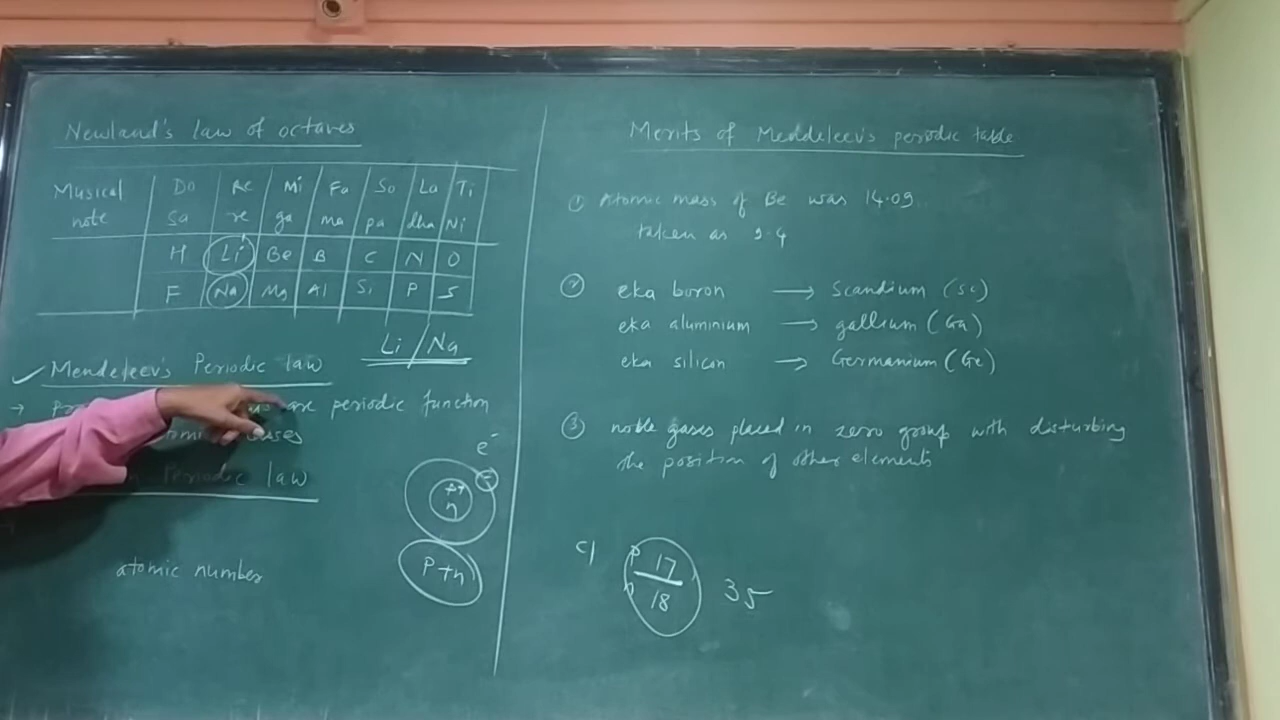 Newland's law of octaves
Musical note Do Sa Re re Mi ga Fa ma So pa La dha Ti Ni
H Li Be B C N O
F Na Mg Al Si P S
Li / Na
Mendeleev's Periodic law
→ are periodic function
Periodic law
e⁻
-
p+
n
P+n
atomic number
Merits of Mendeleev's periodic table
① Atomic mass of Be was 14.09
taken as 9.4
② eka boron → Scandium (Sc)
eka aluminium → gallium (Ga)
eka silicon → Germanium (Ge)
③ noble gases placed in zero group with disturbing
the position of other elements
Cl p 17
n 18 35